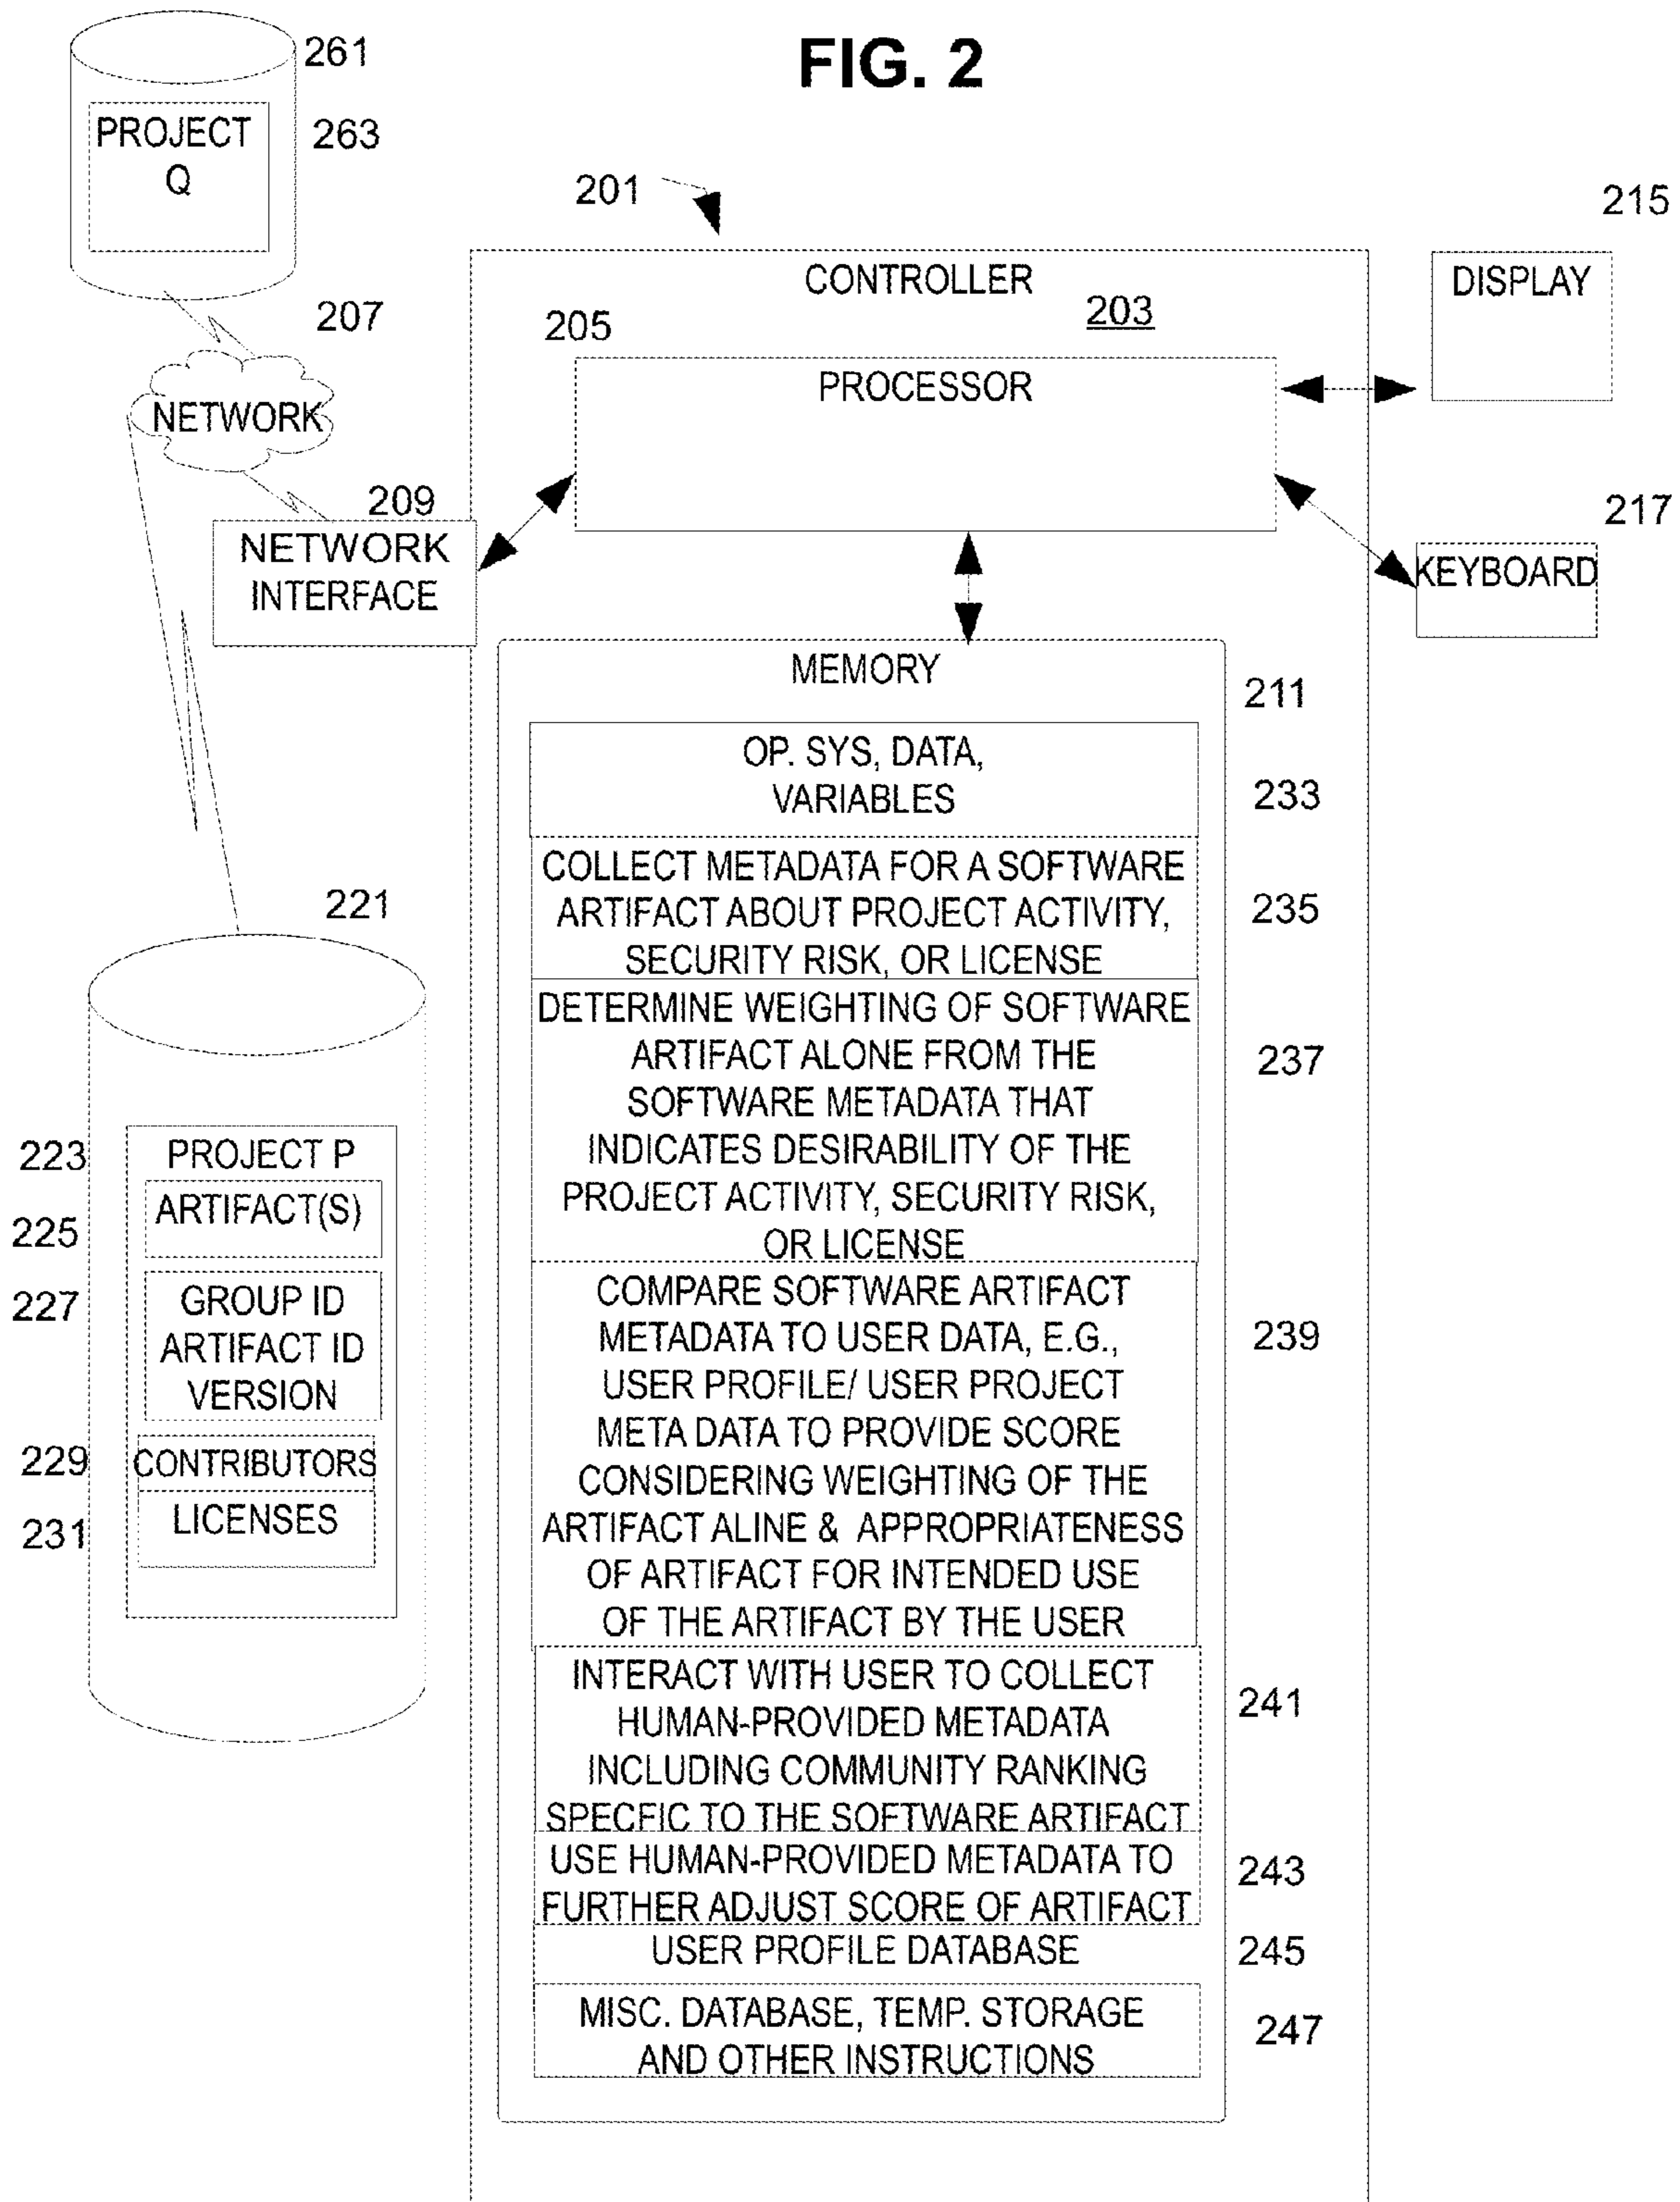 FIG. 2
261
PROJECT
Q
263
201
215
CONTROLLER
203
DISPLAY
207
205
PROCESSOR
NETWORK
209
217
NETWORK
INTERFACE
KEYBOARD
MEMORY
211
OP. SYS, DATA,
VARIABLES
233
COLLECT METADATA FOR A SOFTWARE
ARTIFACT ABOUT PROJECT ACTIVITY,
SECURITY RISK, OR LICENSE
235
DETERMINE WEIGHTING OF SOFTWARE
ARTIFACT ALONE FROM THE
SOFTWARE METADATA THAT
INDICATES DESIRABILITY OF THE
PROJECT ACTIVITY, SECURITY RISK,
OR LICENSE
237
COMPARE SOFTWARE ARTIFACT
METADATA TO USER DATA, E.G.,
USER PROFILE/ USER PROJECT
META DATA TO PROVIDE SCORE
CONSIDERING WEIGHTING OF THE
ARTIFACT ALINE & APPROPRIATENESS
OF ARTIFACT FOR INTENDED USE
OF THE ARTIFACT BY THE USER
239
INTERACT WITH USER TO COLLECT
HUMAN-PROVIDED METADATA
INCLUDING COMMUNITY RANKING
SPECFIC TO THE SOFTWARE ARTIFACT
241
USE HUMAN-PROVIDED METADATA TO
FURTHER ADJUST SCORE OF ARTIFACT
243
USER PROFILE DATABASE
245
MISC. DATABASE, TEMP. STORAGE
AND OTHER INSTRUCTIONS
247
221
223
PROJECT P
225
ARTIFACT(S)
227
GROUP ID
ARTIFACT ID
VERSION
229
CONTRIBUTORS
231
LICENSES